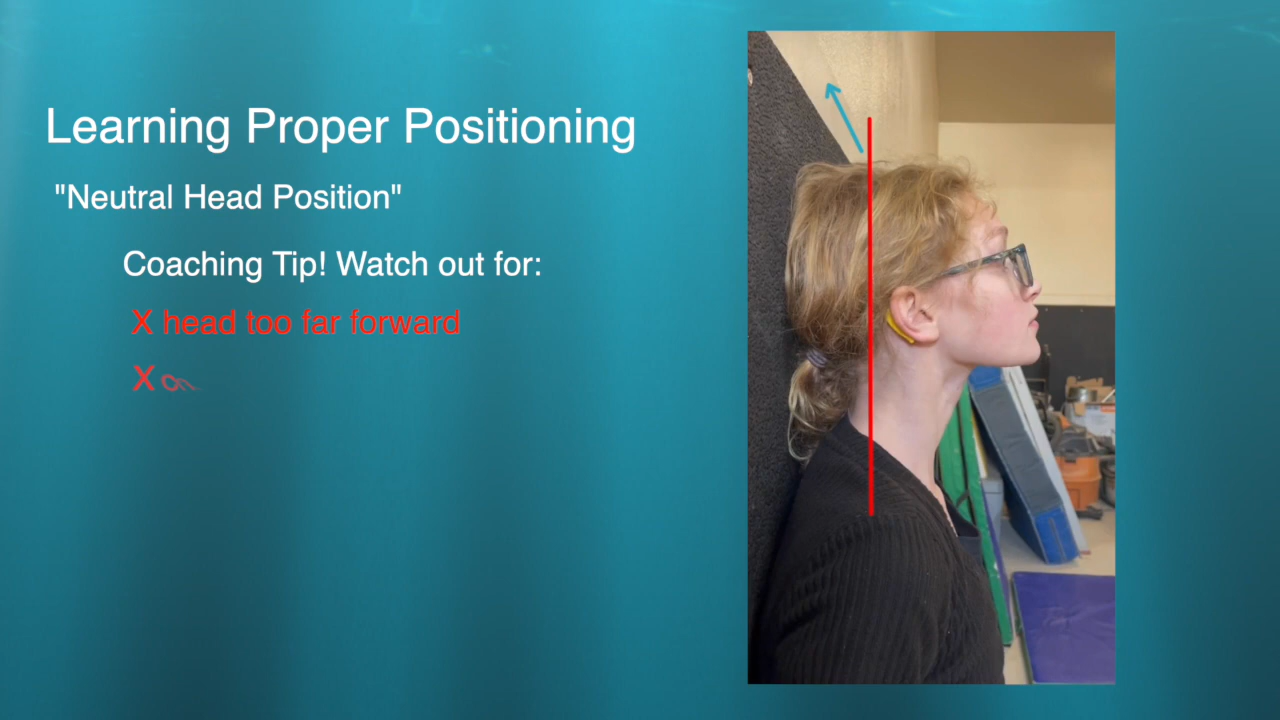 Learning Proper Positioning
"Neutral Head Position"
Coaching Tip! Watch out for:
X head too far forward
X